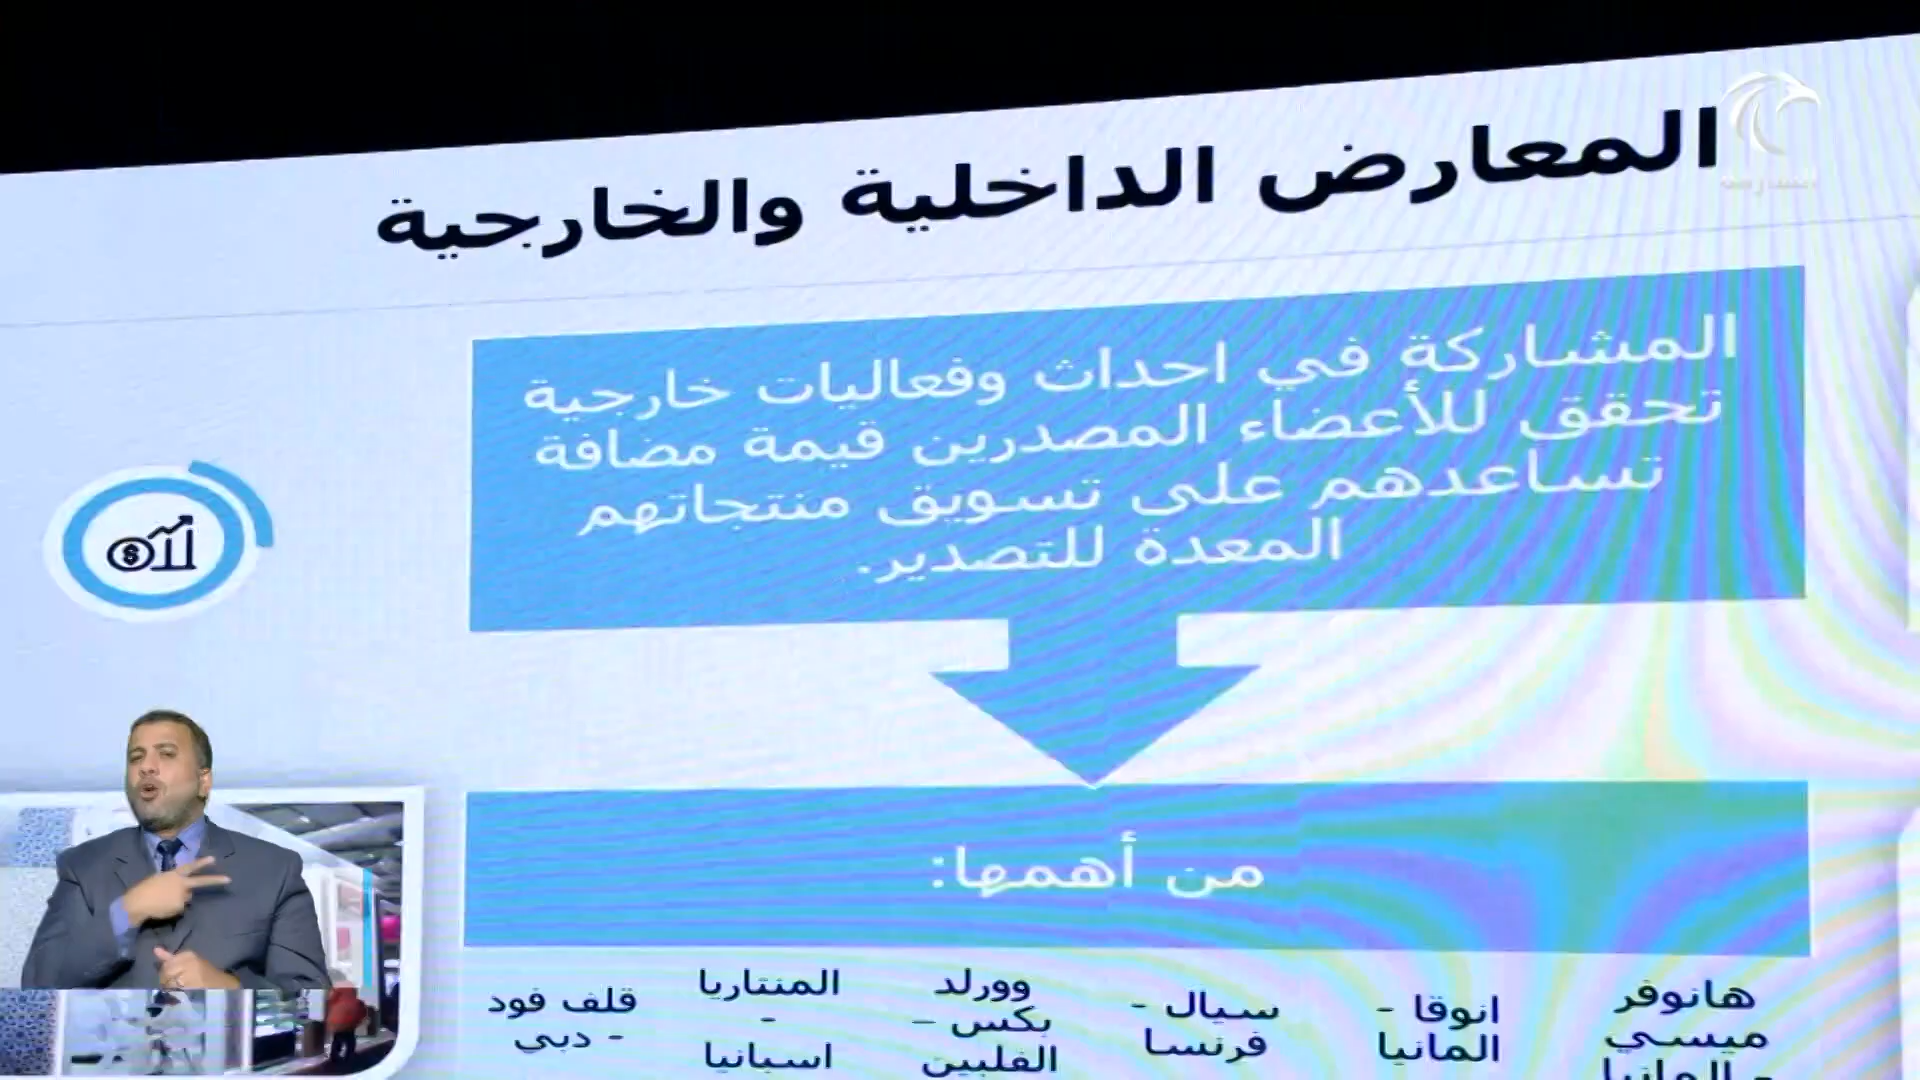 المعارض الداخلية والخارجية
المشاركة في احداث وفعاليات خارجية
تحقق للأعضاء المصدرين قيمة مضافة
تساعدهم على تسويق منتجاتهم
المعدة للتصدير.
من أهمها:
هانوفر
ميسي
- المانيا
انوقا -
المانيا
سيال -
فرنسا
وورلد
بكس –
الفلبين
المنتاريا
-
اسبانيا
قلف فود
- دبي